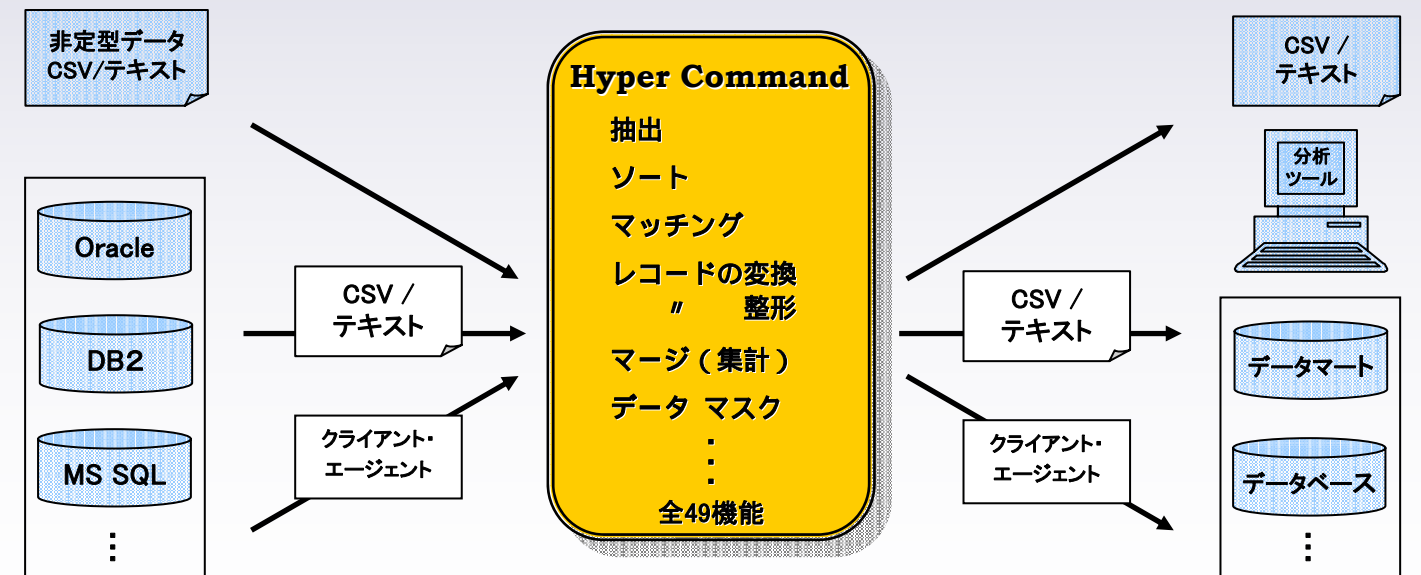 非定型データ
CSV/テキスト
Oracle
DB2
MS SQL
⋮
CSV /
テキスト
クライアント・
エージェント
Hyper Command
抽出
ソート
マッチング
レコードの変換
〃 整形
マージ(集計)
データ マスク
⋮
全49機能
CSV /
テキスト
クライアント・
エージェント
CSV /
テキスト
分析
ツール
データマート
データベース
⋮